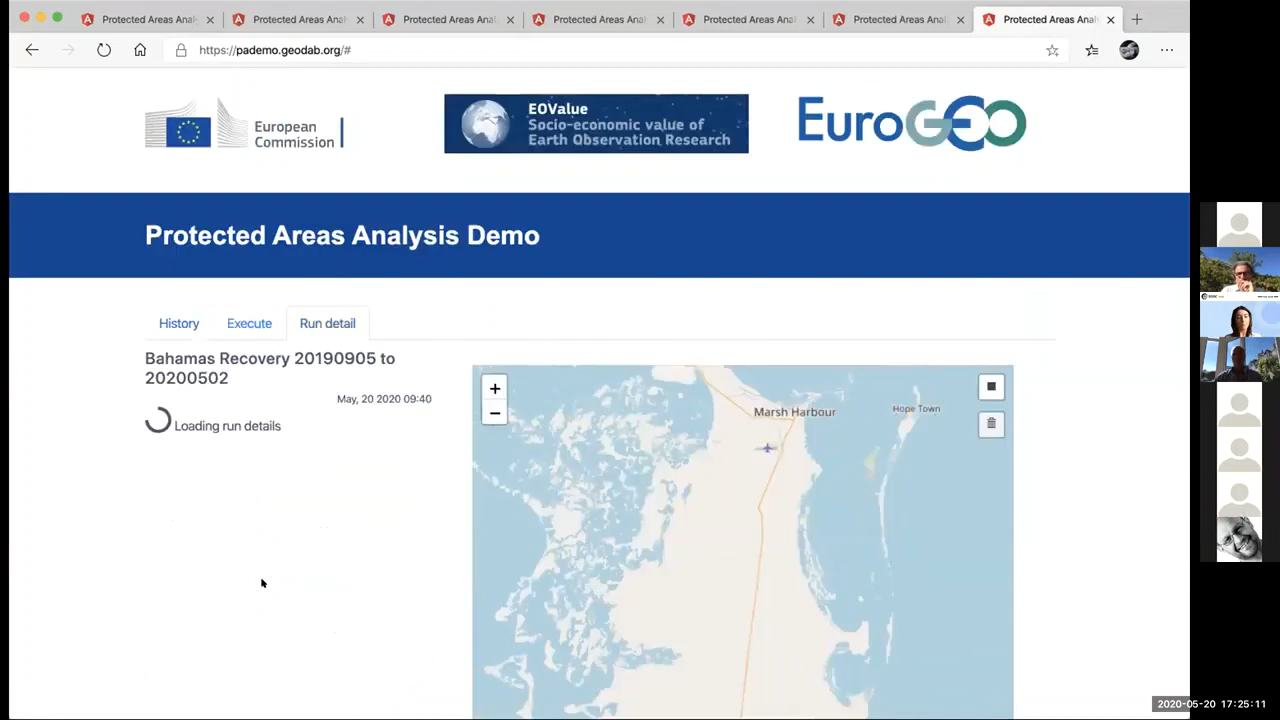 Protected Areas Anal
Protected Areas Anal
Protected Areas Anal
Protected Areas Anal
Protected Areas Anal
Protected Areas Anal
Protected Areas Anal
https://pademo.geodab.org/#
European
Commission
EOValue
Socio-economic value of
Earth Observation Research
EuroGEO
Protected Areas Analysis Demo
History
Execute
Run detail
Bahamas Recovery 20190905 to
20200502
May, 20 2020 09:40
Loading run details
+
−
Marsh Harbour
Hope Town
2020-05-20 17:25:11